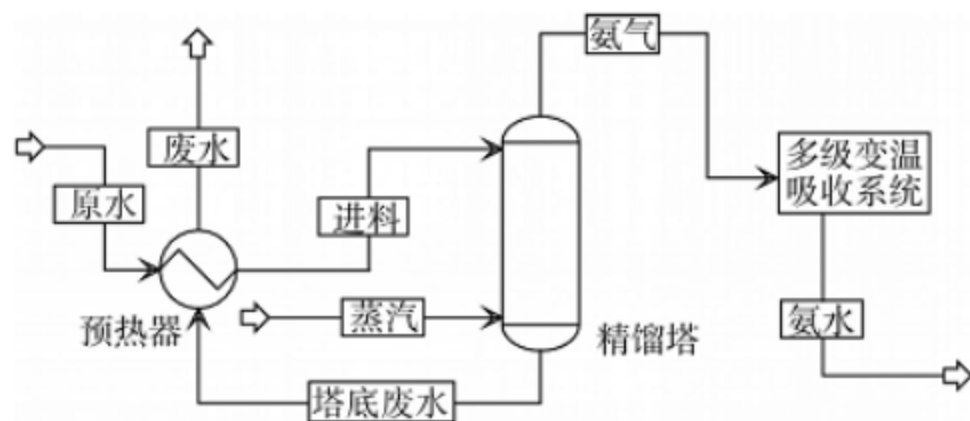 氨气
废水
多级变温
吸收系统
原水
进料
蒸汽
预热器
精馏塔
氨水
塔底废水